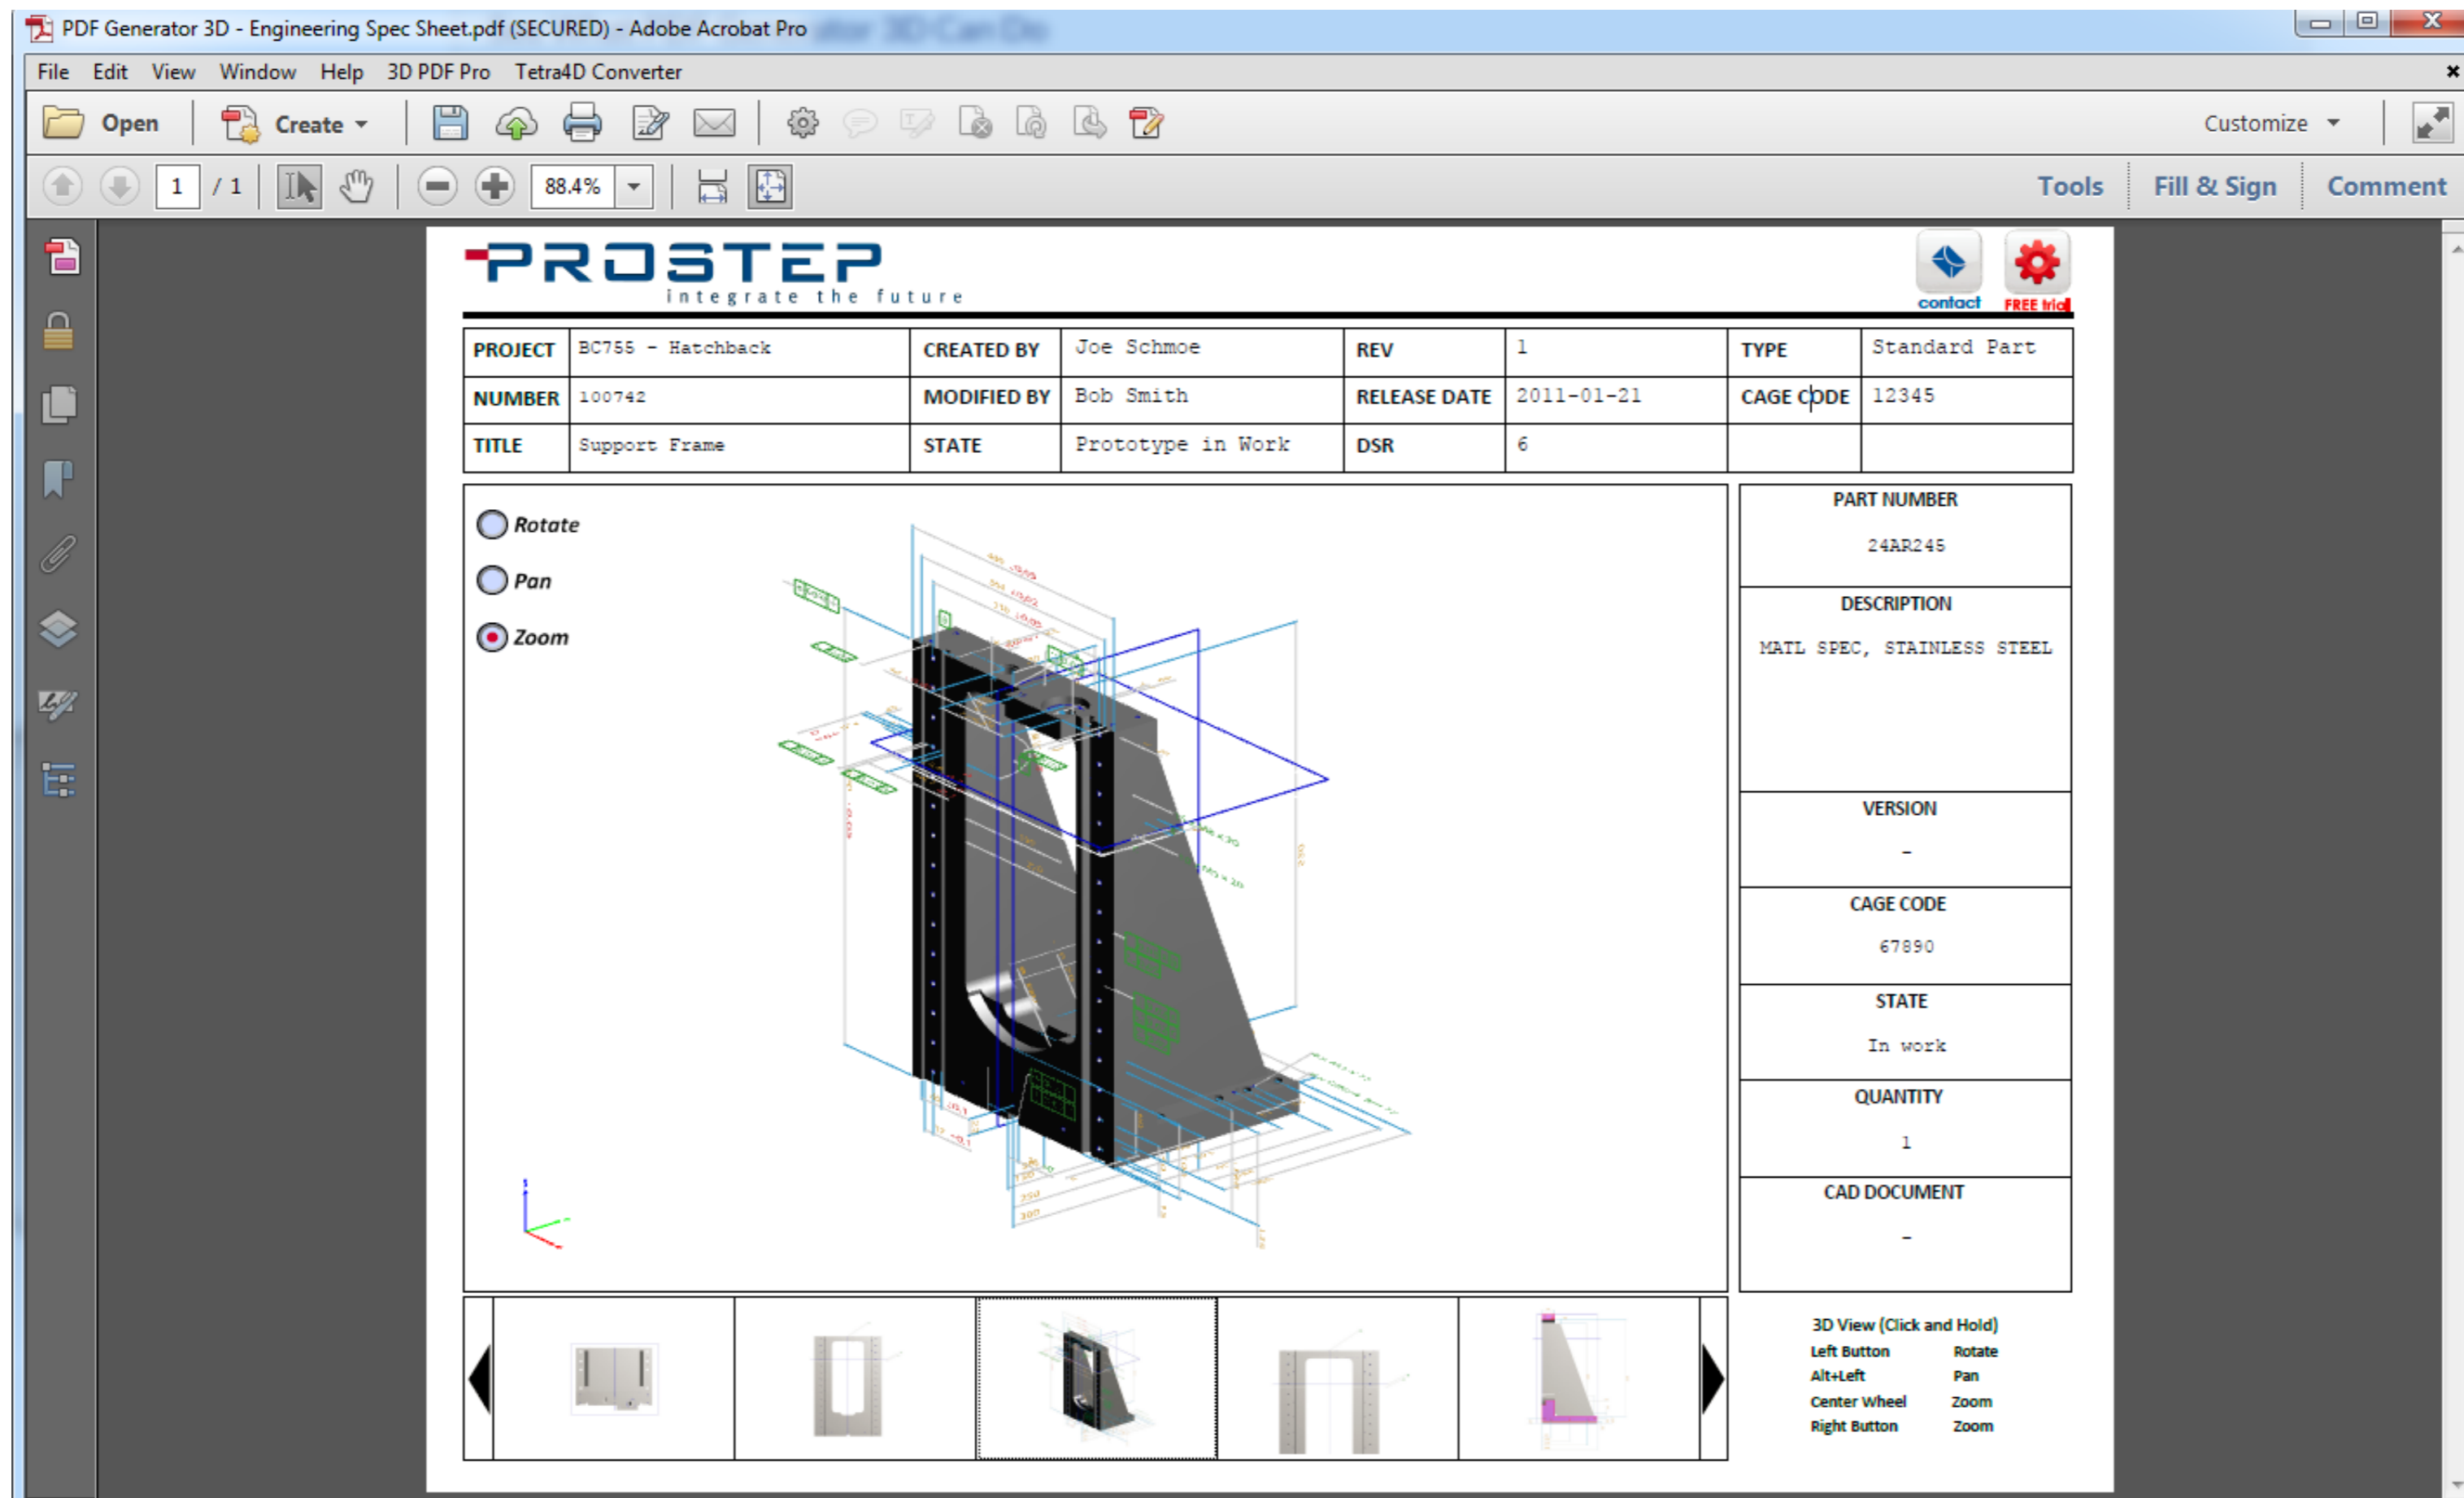 PDF Generator 3D - Engineering Spec Sheet.pdf (SECURED) - Adobe Acrobat Pro
File Edit View Window Help 3D PDF Pro Tetra4D Converter
Open Create Customize
1 / 1 88.4% Tools Fill & Sign Comment
PROSTEP
integrate the future
contact FREE trial
PROJECT BC755 - Hatchback CREATED BY Joe Schmoe REV 1 TYPE Standard Part
NUMBER 100742 MODIFIED BY Bob Smith RELEASE DATE 2011-01-21 CAGE CODE 12345
TITLE Support Frame STATE Prototype in Work DSR 6
Rotate
Pan
Zoom
230
250
300
PART NUMBER
24AR245
DESCRIPTION
MATL SPEC, STAINLESS STEEL
VERSION
-
CAGE CODE
67890
STATE
In work
QUANTITY
1
CAD DOCUMENT
-
3D View (Click and Hold)
Left Button Rotate
Alt+Left Pan
Center Wheel Zoom
Right Button Zoom